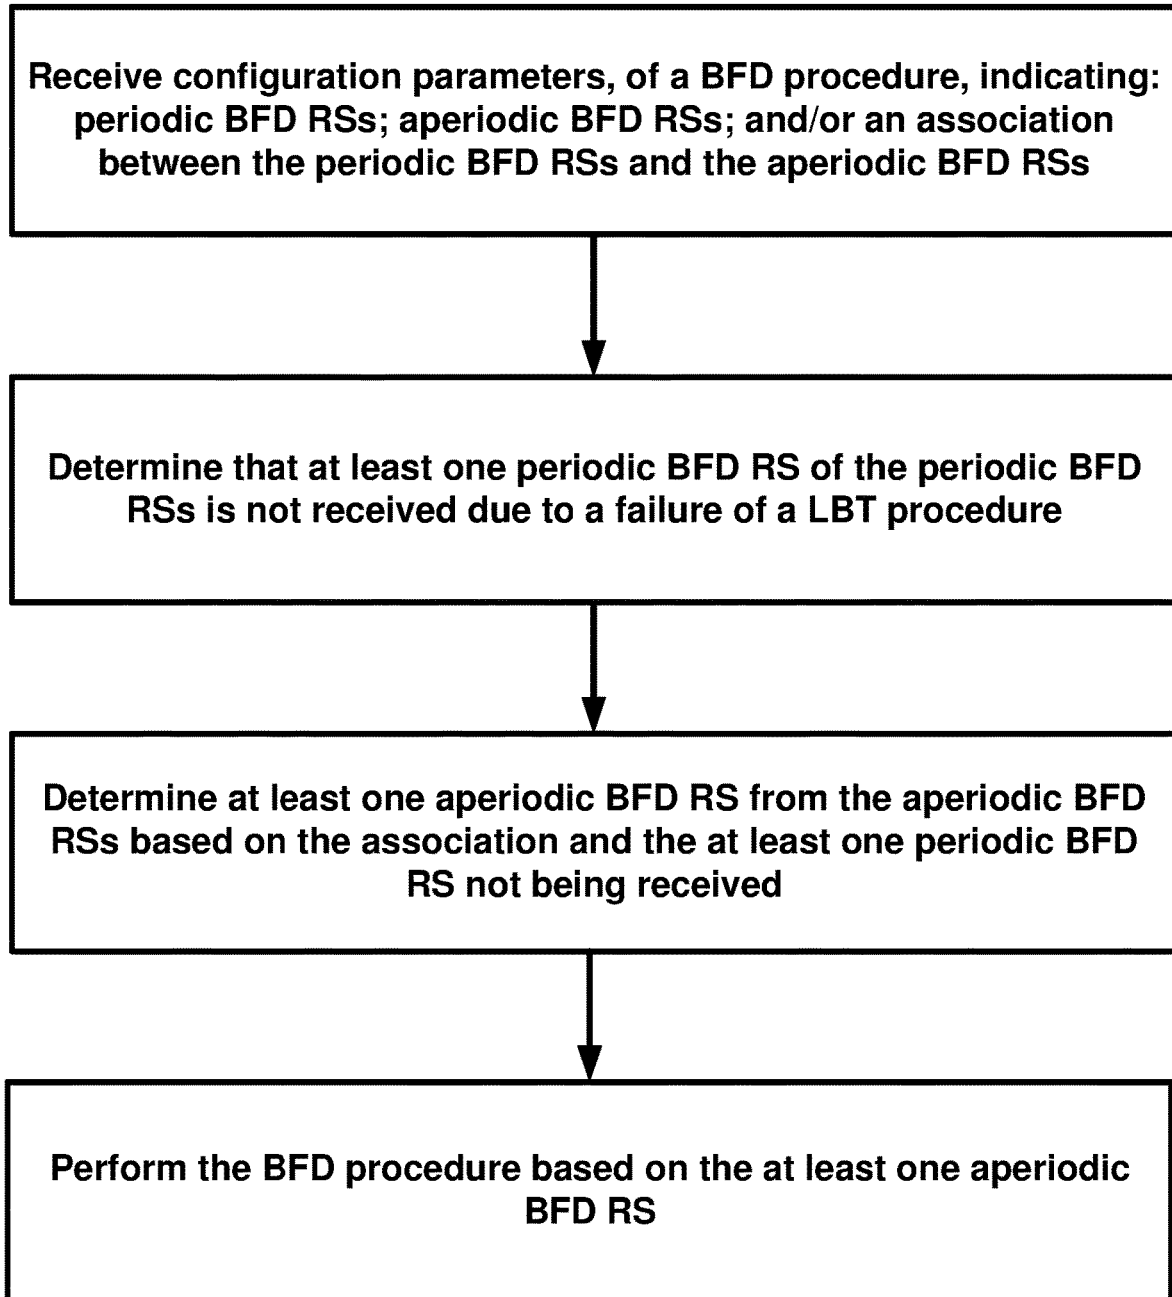 Receive configuration parameters, of a BFD procedure, indicating:
periodic BFD RSs; aperiodic BFD RSs; and/or an association
between the periodic BFD RSs and the aperiodic BFD RSs
Determine that at least one periodic BFD RS of the periodic BFD
RSs is not received due to a failure of a LBT procedure
Determine at least one aperiodic BFD RS from the aperiodic BFD
RSs based on the association and the at least one periodic BFD
RS not being received
Perform the BFD procedure based on the at least one aperiodic
BFD RS